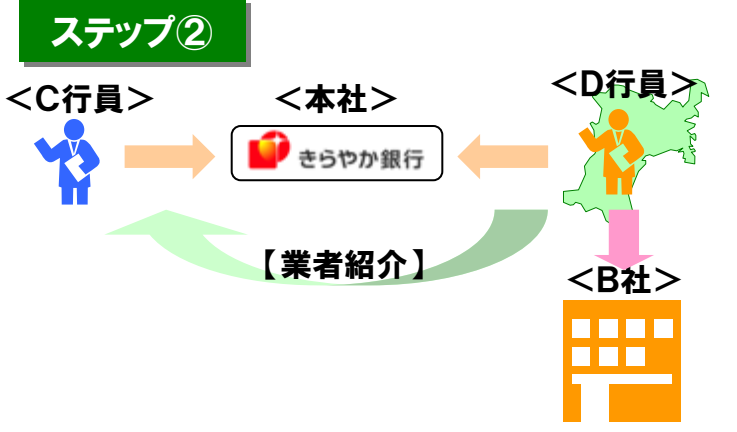 ステップ②
＜C行員＞
＜本社＞
＜D行員＞
きらやか銀行
【業者紹介】
＜B社＞